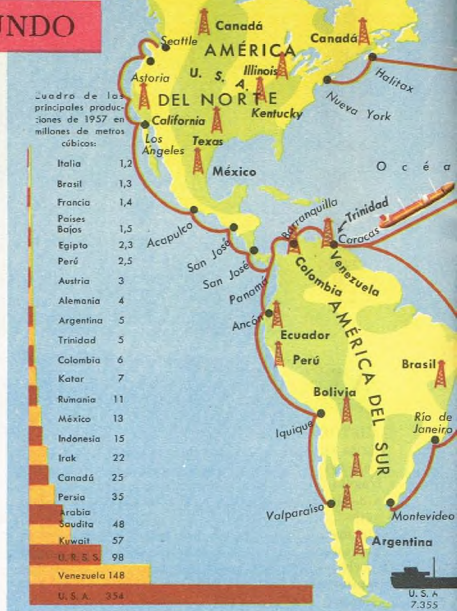 UNDO
Cuadro de los
principales produc-
ciones de 1957 en
millones de metros
cúbicos:
Italia 1,2
Brasil 1,3
Francia 1,4
Paises
Bajos 1,5
Egipto 2,3
Perú 2,5
Austria 3
Alemania 4
Argentina 5
Trinidad 5
Colombia 6
Katar 7
Rumania 11
México 13
Indonesia 15
Irak 22
Canadá 25
Persia 35
Arabia
Saudita 48
Kuwait 57
U. R. S. S. 98
Venezuela 148
U. S. A. 354
Canadá
Canadá
Seattle
AMÉRICA
Astoria
U. S. A.
Illinois
Halifax
DEL NORTE
Nueva York
California
Kentucky
Los
Angeles
Texas
México
Océa
Acapulco
Barranquilla
Trinidad
Caracas
San José
San José
Panamá
Colombia
Venezuela
Ancón
Ecuador
Perú
AMÉRICA DEL SUR
Brasil
Bolivia
Iquique
Río de
Janeiro
Valparaíso
Montevideo
Argentina
U. S. A
7.355